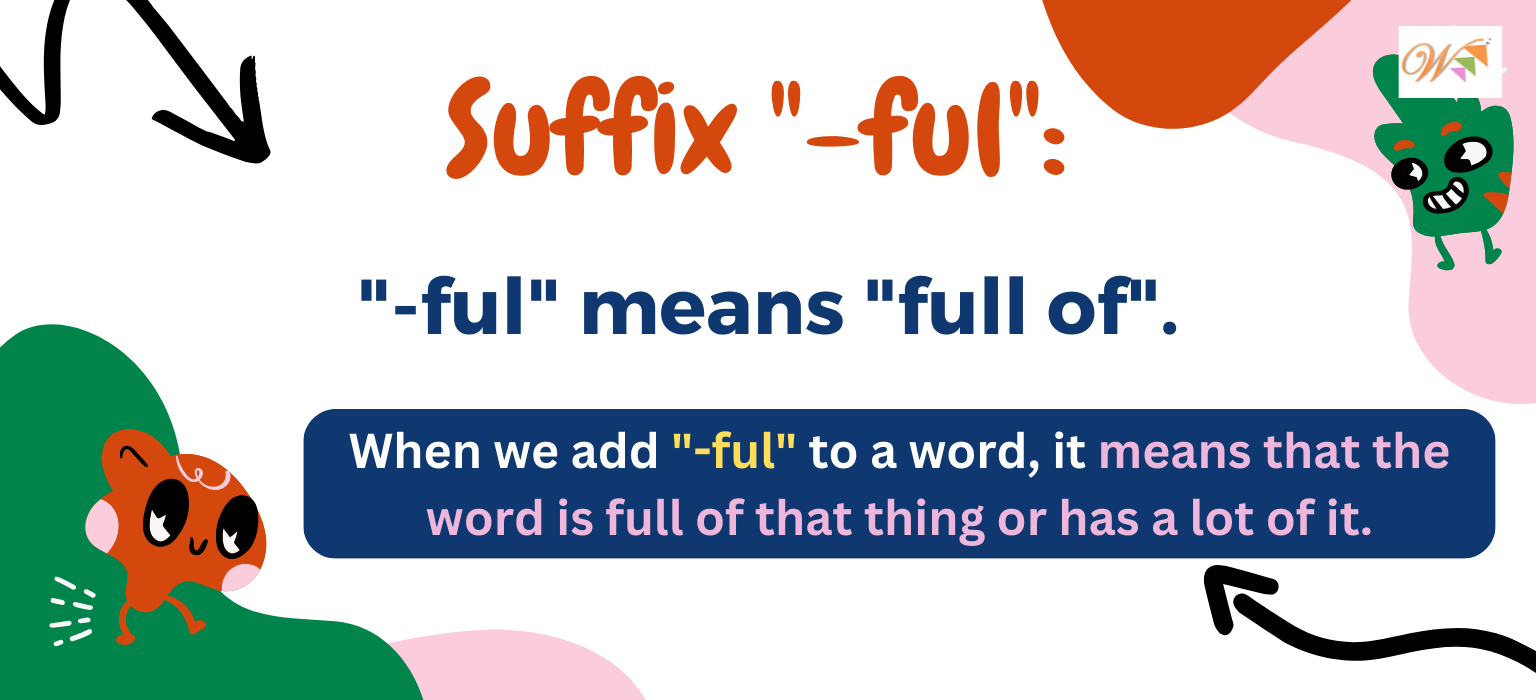 Suffix "-ful":
"-ful" means "full of".
When we add "-ful" to a word, it means that the
word is full of that thing or has a lot of it.
W